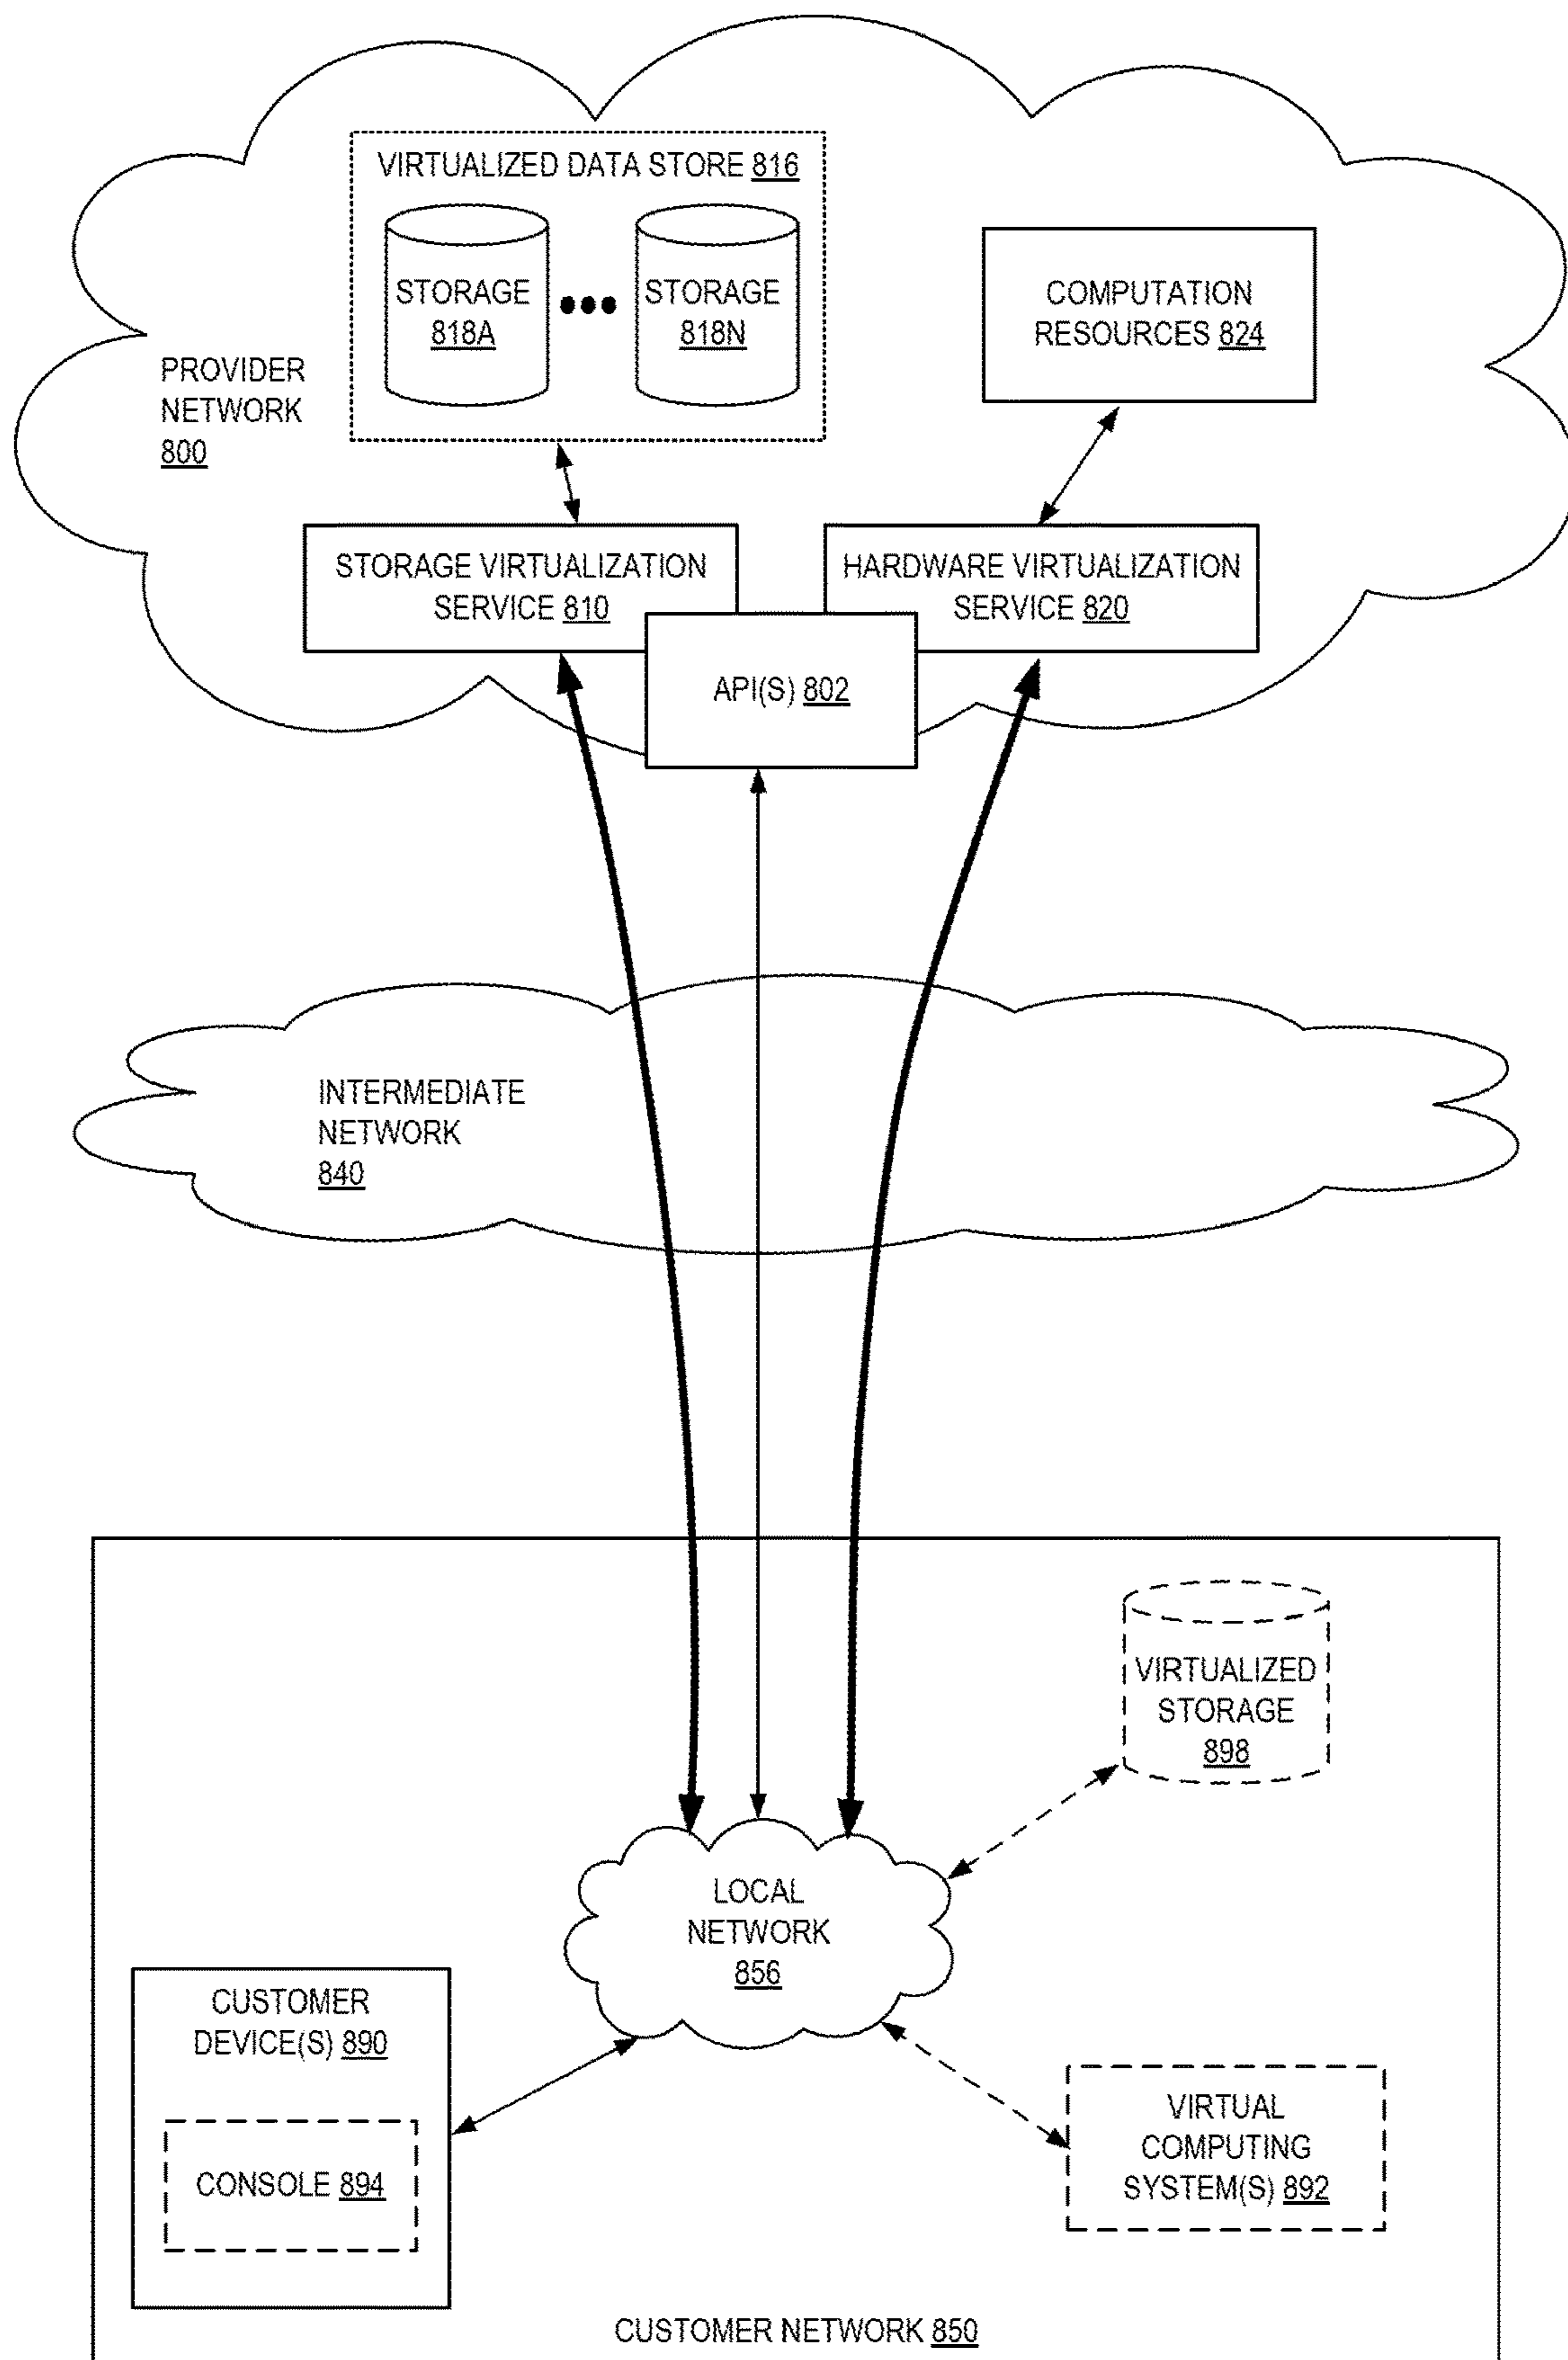 VIRTUALIZED DATA STORE 816
STORAGE
818A
STORAGE
818N
COMPUTATION
RESOURCES 824
PROVIDER
NETWORK
800
STORAGE VIRTUALIZATION
SERVICE 810
HARDWARE VIRTUALIZATION
SERVICE 820
API(S) 802
INTERMEDIATE
NETWORK
840
VIRTUALIZED
STORAGE
898
LOCAL
NETWORK
856
CUSTOMER
DEVICE(S) 890
CONSOLE 894
VIRTUAL
COMPUTING
SYSTEM(S) 892
CUSTOMER NETWORK 850